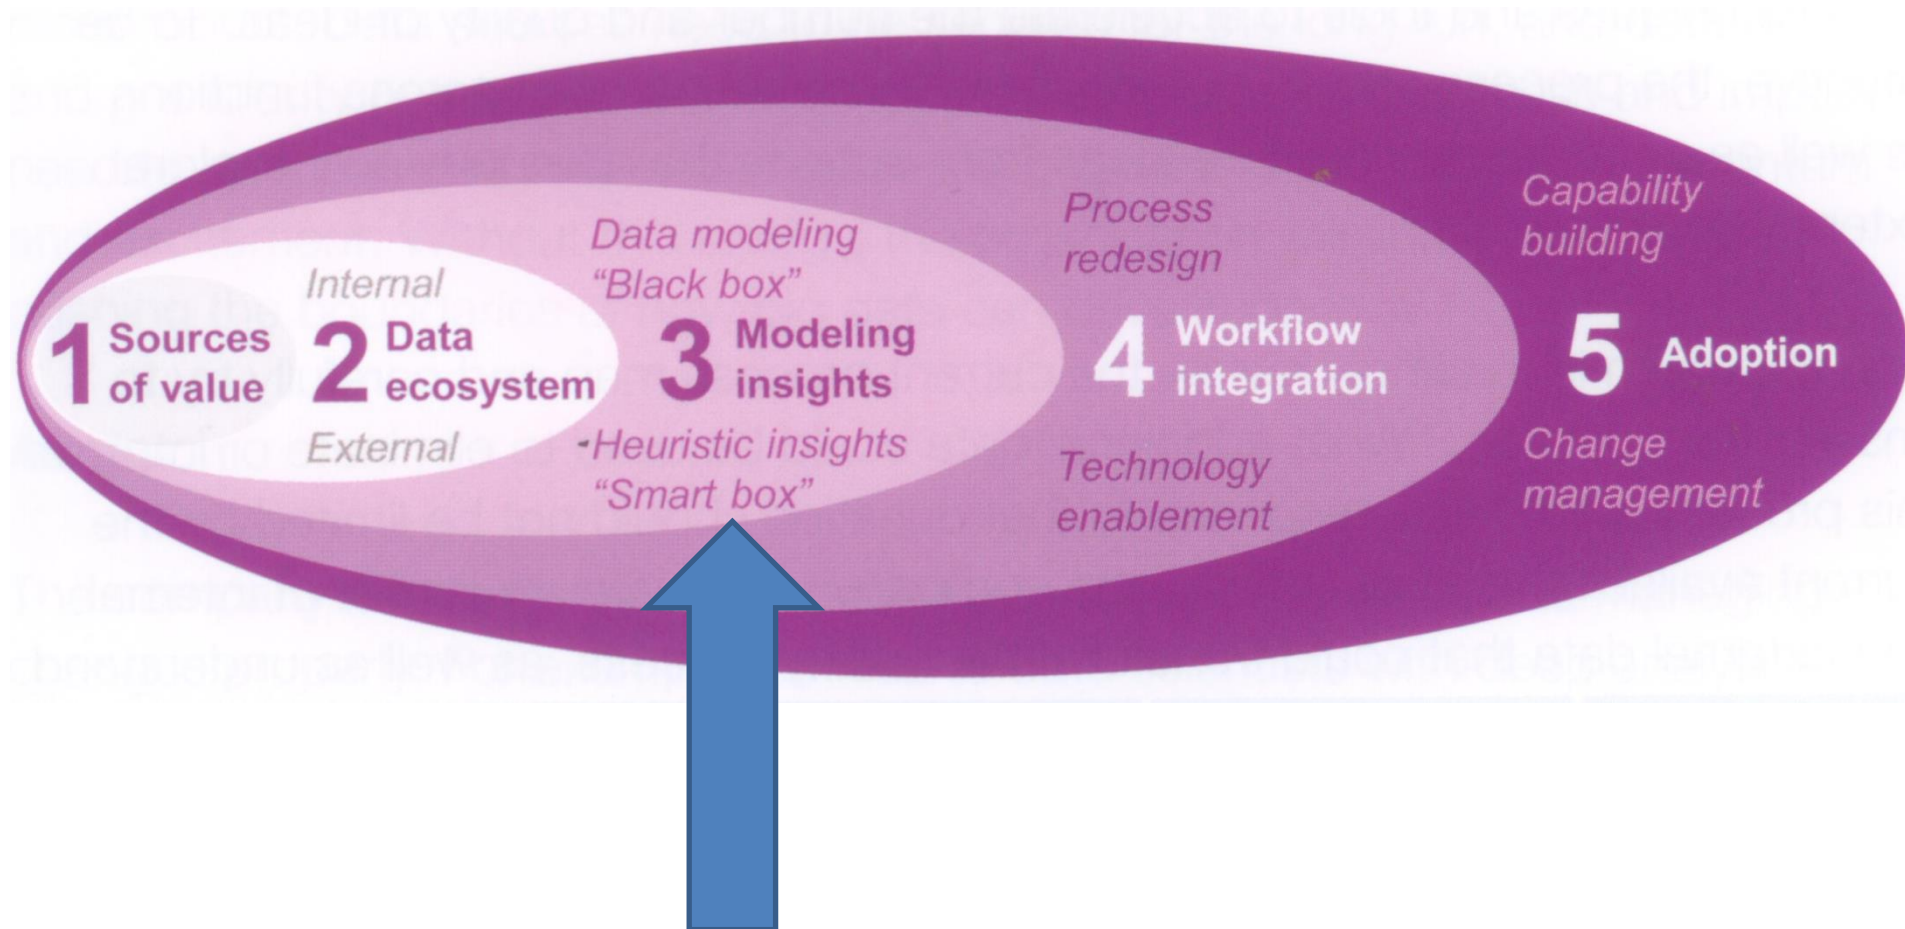 1 Sources
of value
Internal
2 Data
ecosystem
External
Data modeling
“Black box”
3 Modeling
insights
Heuristic insights
“Smart box”
Process
redesign
4 Workflow
integration
Technology
enablement
Capability
building
5 Adoption
Change
management